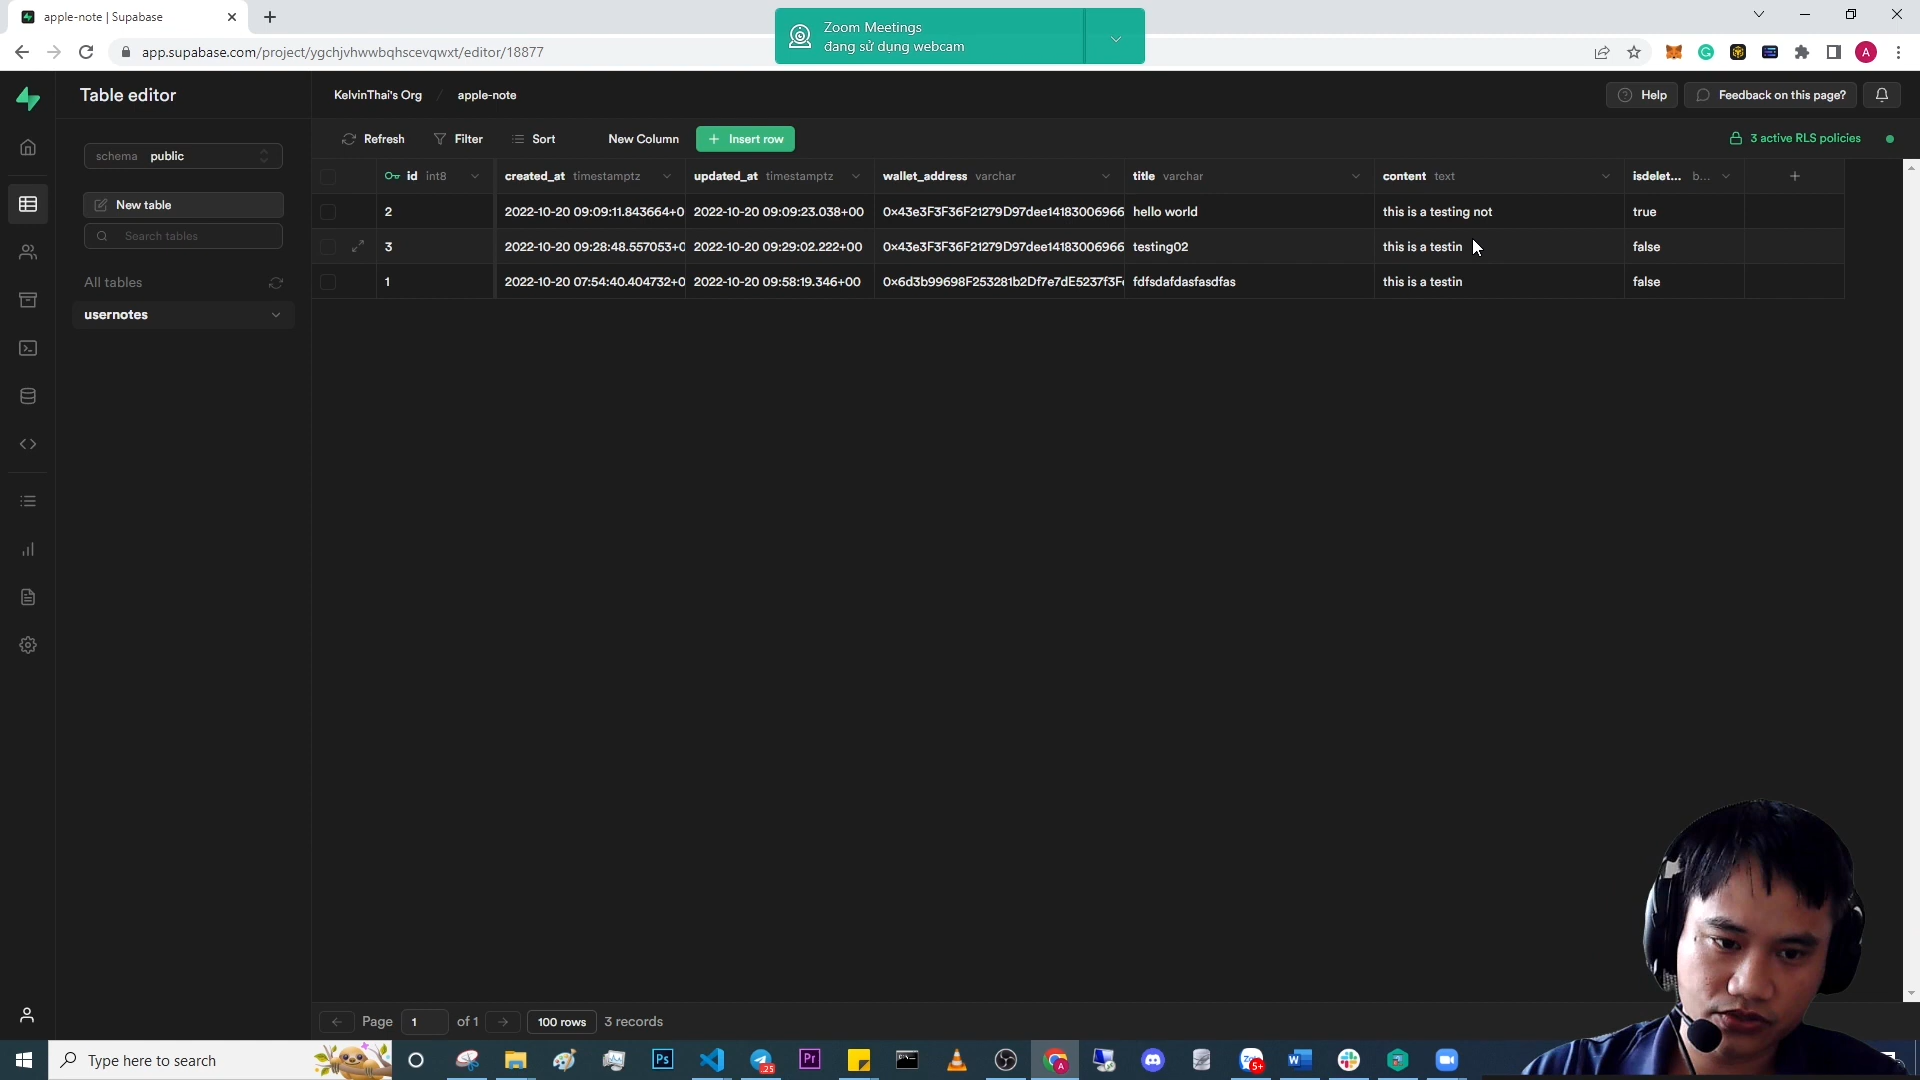 apple-note | Supabase
Zoom Meetings
đang sử dụng webcam
app.supabase.com/project/ygchjvhwwbqhscevqwxt/editor/18877
A
Table editor
KelvinThai's Org / apple-note
Help
Feedback on this page?
Refresh
Filter
Sort
New Column
Insert row
3 active RLS policies
schema public
New table
Search tables
All tables
usernotes
id int8 created_at timestamptz updated_at timestamptz wallet_address varchar title varchar content text isdelet... b...
2 2022-10-20 09:09:11.843664+0 2022-10-20 09:09:23.038+00 0x43e3F3F36F21279D97dee14183006966 hello world this is a testing not true
3 2022-10-20 09:28:48.557053+0 2022-10-20 09:29:02.222+00 0x43e3F3F36F21279D97dee14183006966 testing02 this is a testin false
1 2022-10-20 07:54:40.404732+0 2022-10-20 09:58:19.346+00 0x6d3b99698F253281b2Df7e7dE5237f3F fdfsdafdasfasdfas this is a testin false
Page 1 of 1 100 rows 3 records
Type here to search
Ps
25
Pr
A
5+
W